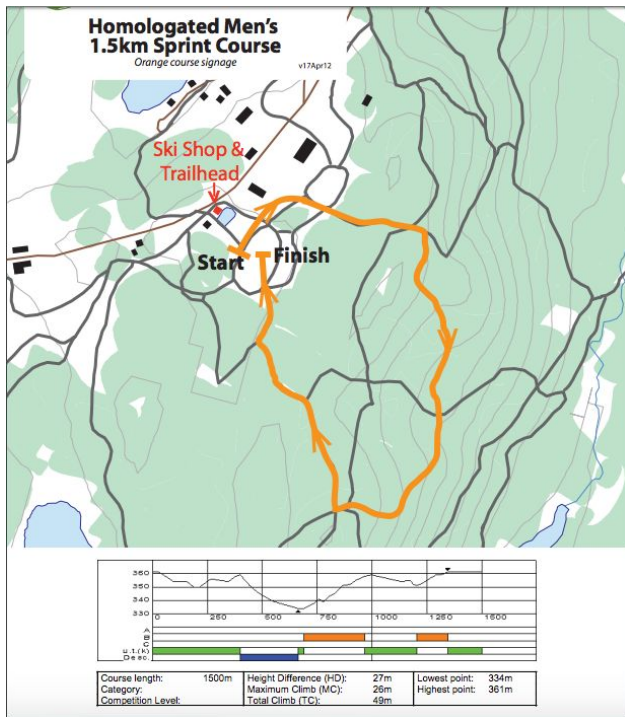 Homologated Men's
1.5km Sprint Course
Orange course signage
v17Apr12
Ski Shop &
Trailhead
Start
Finish
360
350
340
330
0
250
500
750
1000
1250
1500
A
B
C
u.t.(k)
Desc.
Course length: 1500m
Category:
Competition Level:
Height Difference (HD): 27m
Maximum Climb (MC): 26m
Total Climb (TC): 49m
Lowest point: 334m
Highest point: 361m